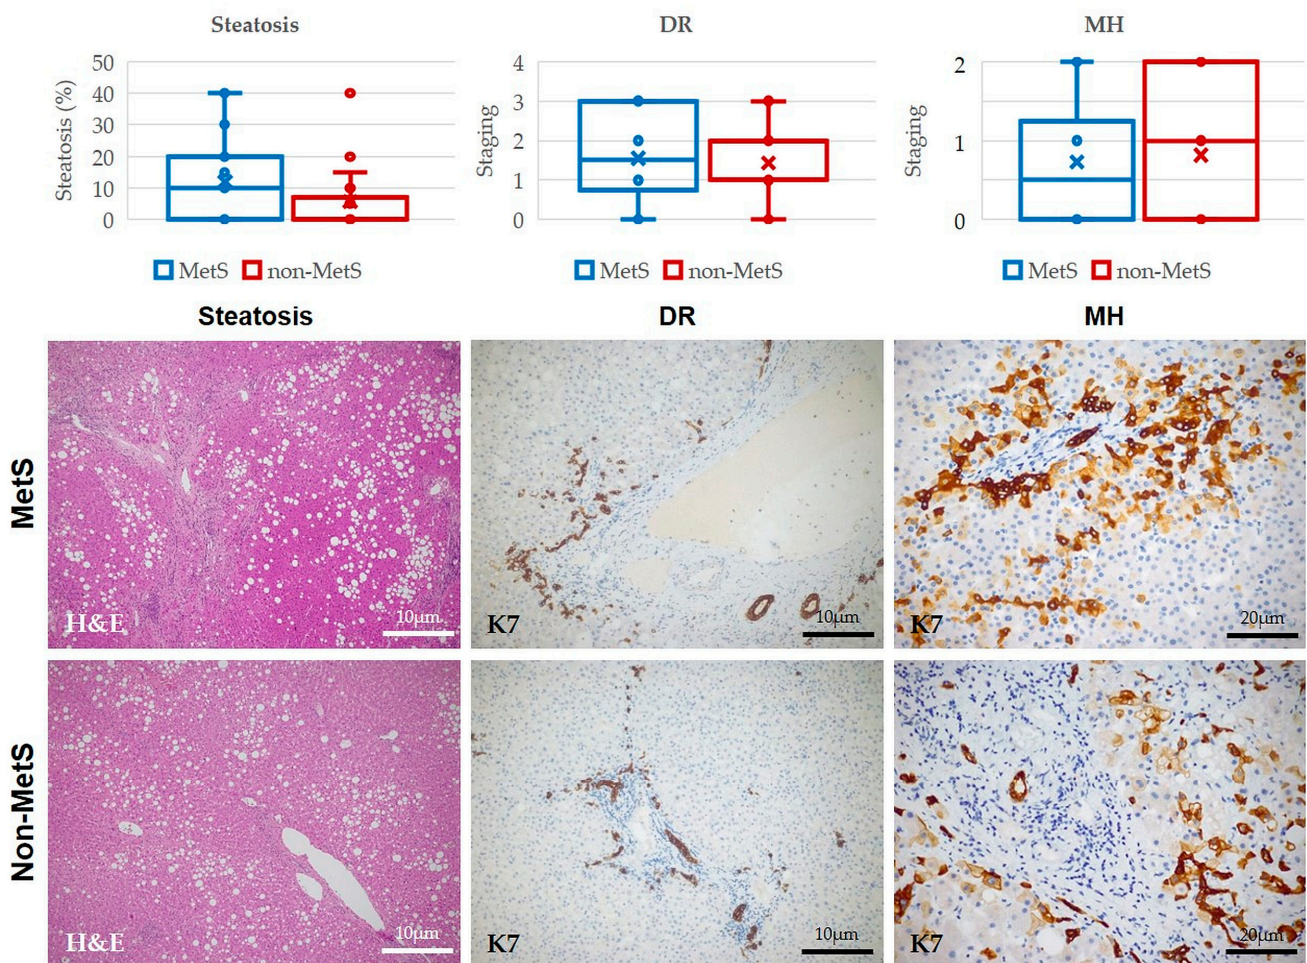 Steatosis DR MH
Steatosis (%)
50
40
30
20
10
0
Staging
4
3
2
1
0
Staging
2
1
0
MetS non-MetS
MetS non-MetS
MetS non-MetS
Steatosis DR MH
MetS
H&E 10µm
K7 10µm
K7 20µm
Non-MetS
H&E 10µm
K7 10µm
K7 20µm